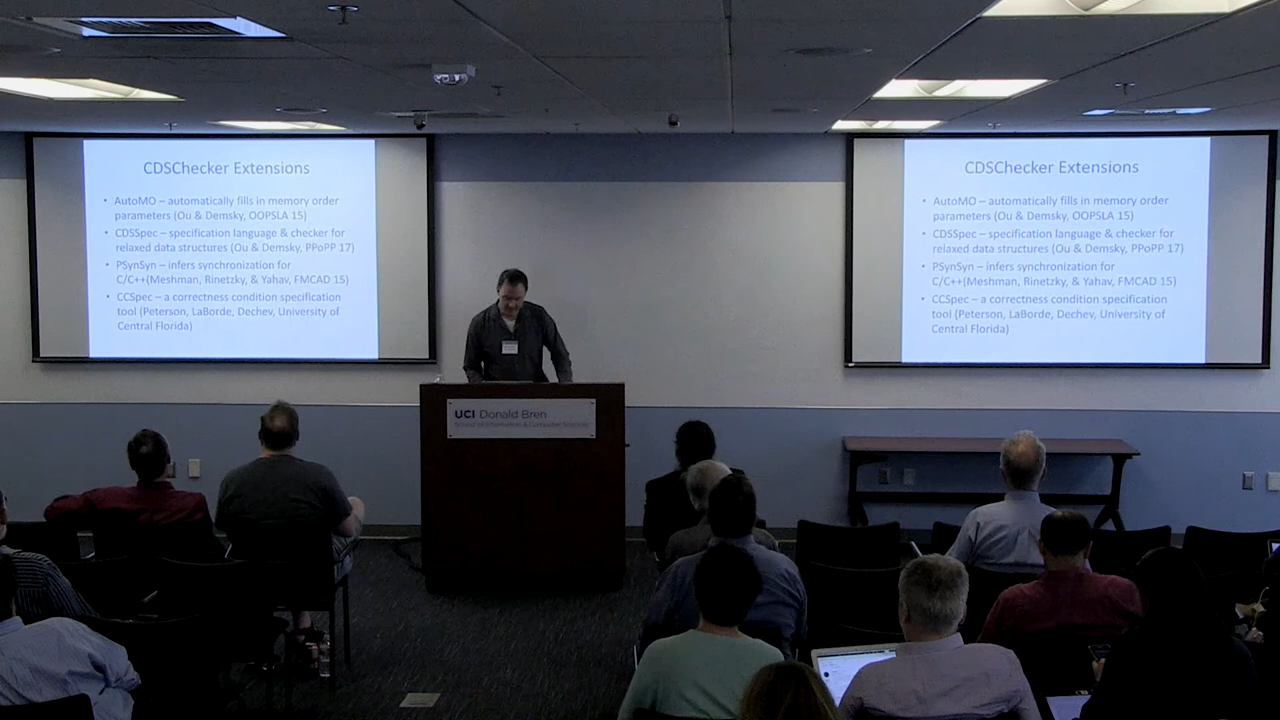 CDSChecker Extensions
• AutoMO – automatically fills in memory order
parameters (Ou & Demsky, OOPSLA 15)
• CDSSpec – specification language & checker for
relaxed data structures (Ou & Demsky, PPoPP 17)
• PSynSyn – infers synchronization for
C/C++(Meshman, Rinetzky, & Yahav, FMCAD 15)
• CCSpec – a correctness condition specification
tool (Peterson, LaBorde, Dechev, University of
Central Florida)
CDSChecker Extensions
• AutoMO – automatically fills in memory order
parameters (Ou & Demsky, OOPSLA 15)
• CDSSpec – specification language & checker for
relaxed data structures (Ou & Demsky, PPoPP 17)
• PSynSyn – infers synchronization for
C/C++(Meshman, Rinetzky, & Yahav, FMCAD 15)
• CCSpec – a correctness condition specification
tool (Peterson, LaBorde, Dechev, University of
Central Florida)
UCI Donald Bren
School of Information & Computer Sciences